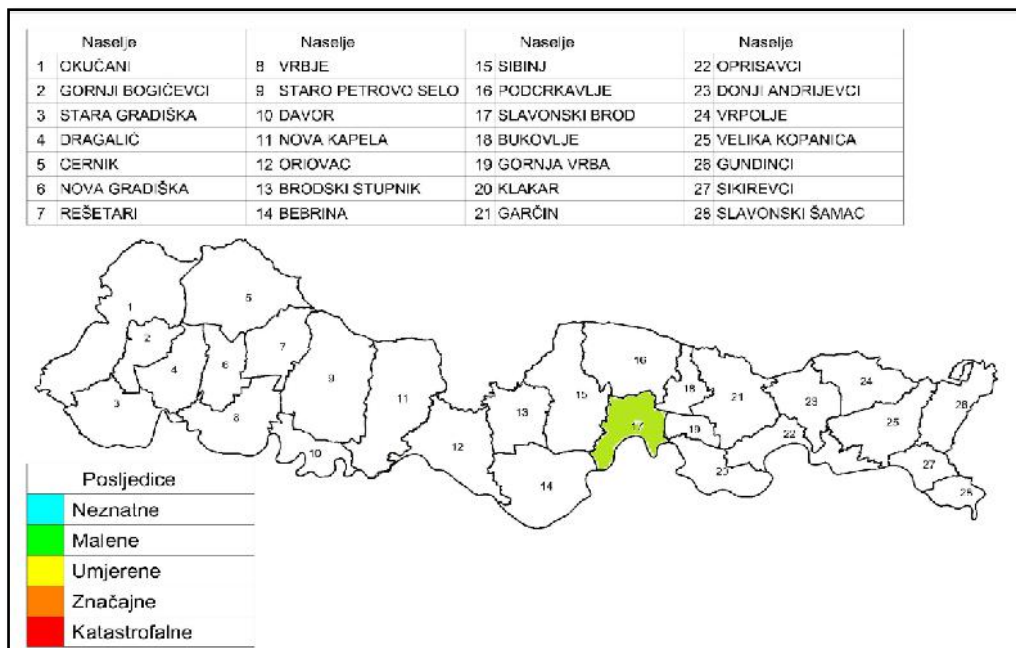 Naselje Naselje Naselje Naselje
1 OKUČANI 8 VRBJE 15 SIBINJ 22 OPRISAVCI
2 GORNJI BOGIĆEVCI 9 STARO PETROVO SELO 16 PODCRKAVLJE 23 DONJI ANDRIJEVCI
3 STARA GRADIŠKA 10 DAVOR 17 SLAVONSKI BROD 24 VRPOLJE
4 DRAGALIĆ 11 NOVA KAPELA 18 BUKOVLJE 25 VELIKA KOPANICA
5 CERNIK 12 ORIOVAC 19 GORNJA VRBA 26 GUNDINCI
6 NOVA GRADIŠKA 13 BRODSKI STUPNIK 20 KLAKAR 27 SIKIREVCI
7 REŠETARI 14 BEBRINA 21 GARČIN 28 SLAVONSKI ŠAMAC
1
5
2
7
16
4
6
9
15
18
24
3
11
13
21
23
26
8
17
19
22
25
10
12
14
20
27
28
Posljedice
Neznatne
Malene
Umjerene
Značajne
Katastrofalne